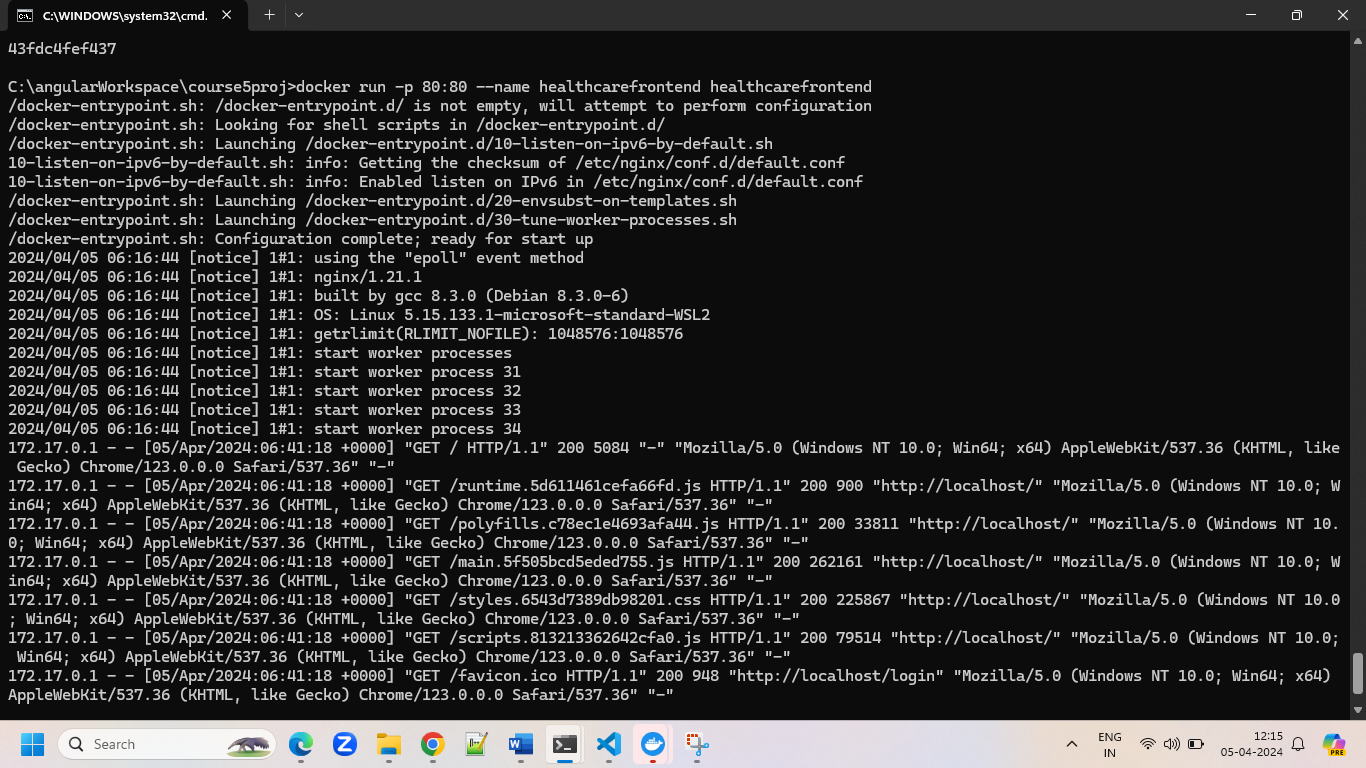 C:\WINDOWS\system32\cmd.
43fdc4fef437
C:\angularWorkspace\course5proj>docker run -p 80:80 --name healthcarefrontend healthcarefrontend
/docker-entrypoint.sh: /docker-entrypoint.d/ is not empty, will attempt to perform configuration
/docker-entrypoint.sh: Looking for shell scripts in /docker-entrypoint.d/
/docker-entrypoint.sh: Launching /docker-entrypoint.d/10-listen-on-ipv6-by-default.sh
10-listen-on-ipv6-by-default.sh: info: Getting the checksum of /etc/nginx/conf.d/default.conf
10-listen-on-ipv6-by-default.sh: info: Enabled listen on IPv6 in /etc/nginx/conf.d/default.conf
/docker-entrypoint.sh: Launching /docker-entrypoint.d/20-envsubst-on-templates.sh
/docker-entrypoint.sh: Launching /docker-entrypoint.d/30-tune-worker-processes.sh
/docker-entrypoint.sh: Configuration complete; ready for start up
2024/04/05 06:16:44 [notice] 1#1: using the "epoll" event method
2024/04/05 06:16:44 [notice] 1#1: nginx/1.21.1
2024/04/05 06:16:44 [notice] 1#1: built by gcc 8.3.0 (Debian 8.3.0-6)
2024/04/05 06:16:44 [notice] 1#1: OS: Linux 5.15.133.1-microsoft-standard-WSL2
2024/04/05 06:16:44 [notice] 1#1: getrlimit(RLIMIT_NOFILE): 1048576:1048576
2024/04/05 06:16:44 [notice] 1#1: start worker processes
2024/04/05 06:16:44 [notice] 1#1: start worker process 31
2024/04/05 06:16:44 [notice] 1#1: start worker process 32
2024/04/05 06:16:44 [notice] 1#1: start worker process 33
2024/04/05 06:16:44 [notice] 1#1: start worker process 34
172.17.0.1 - - [05/Apr/2024:06:41:18 +0000] "GET / HTTP/1.1" 200 5084 "-" "Mozilla/5.0 (Windows NT 10.0; Win64; x64) AppleWebKit/537.36 (KHTML, like
 Gecko) Chrome/123.0.0.0 Safari/537.36" "-"
172.17.0.1 - - [05/Apr/2024:06:41:18 +0000] "GET /runtime.5d611461cefa66fd.js HTTP/1.1" 200 900 "http://localhost/" "Mozilla/5.0 (Windows NT 10.0; W
in64; x64) AppleWebKit/537.36 (KHTML, like Gecko) Chrome/123.0.0.0 Safari/537.36" "-"
172.17.0.1 - - [05/Apr/2024:06:41:18 +0000] "GET /polyfills.c78ec1e4693afa44.js HTTP/1.1" 200 33811 "http://localhost/" "Mozilla/5.0 (Windows NT 10.
0; Win64; x64) AppleWebKit/537.36 (KHTML, like Gecko) Chrome/123.0.0.0 Safari/537.36" "-"
172.17.0.1 - - [05/Apr/2024:06:41:18 +0000] "GET /main.5f505bcd5eded755.js HTTP/1.1" 200 262161 "http://localhost/" "Mozilla/5.0 (Windows NT 10.0; W
in64; x64) AppleWebKit/537.36 (KHTML, like Gecko) Chrome/123.0.0.0 Safari/537.36" "-"
172.17.0.1 - - [05/Apr/2024:06:41:18 +0000] "GET /styles.6543d7389db98201.css HTTP/1.1" 200 225867 "http://localhost/" "Mozilla/5.0 (Windows NT 10.0
; Win64; x64) AppleWebKit/537.36 (KHTML, like Gecko) Chrome/123.0.0.0 Safari/537.36" "-"
172.17.0.1 - - [05/Apr/2024:06:41:18 +0000] "GET /scripts.813213362642cfa0.js HTTP/1.1" 200 79514 "http://localhost/" "Mozilla/5.0 (Windows NT 10.0;
 Win64; x64) AppleWebKit/537.36 (KHTML, like Gecko) Chrome/123.0.0.0 Safari/537.36" "-"
172.17.0.1 - - [05/Apr/2024:06:41:18 +0000] "GET /favicon.ico HTTP/1.1" 200 948 "http://localhost/login" "Mozilla/5.0 (Windows NT 10.0; Win64; x64)
AppleWebKit/537.36 (KHTML, like Gecko) Chrome/123.0.0.0 Safari/537.36" "-"
Search
ENG
IN
12:15
05-04-2024
PRE